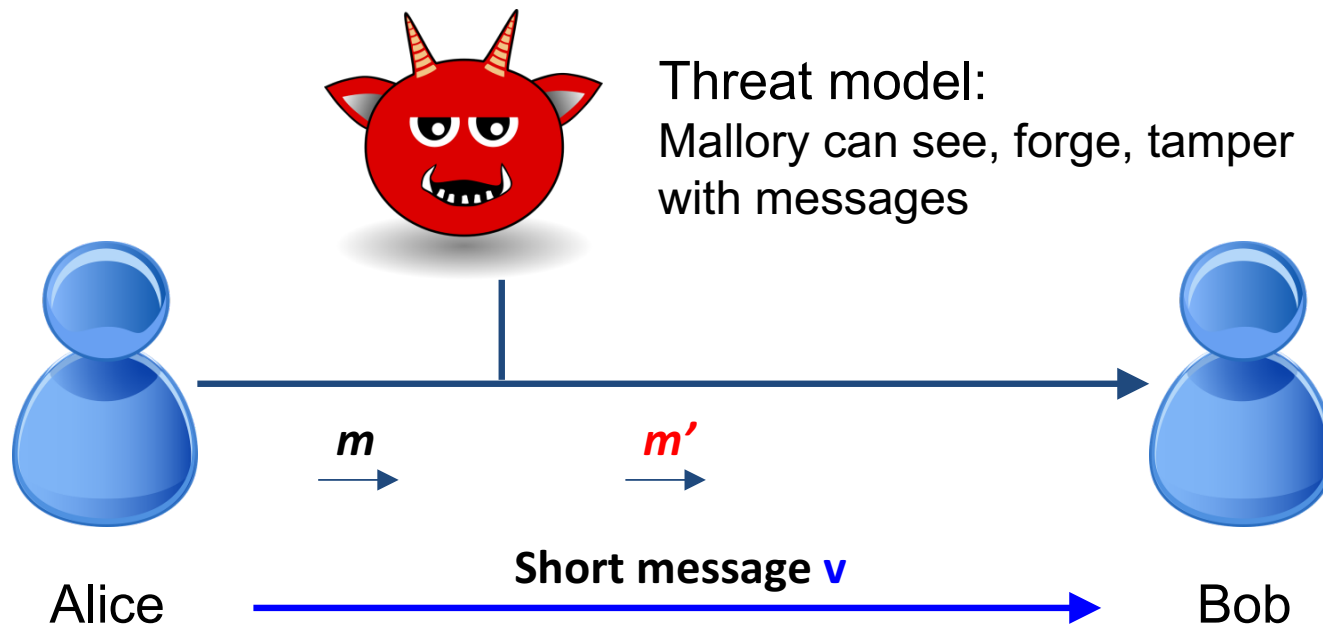 Threat model:
Mallory can see, forge, tamper
with messages
m
m’
Short message v
Alice
Bob